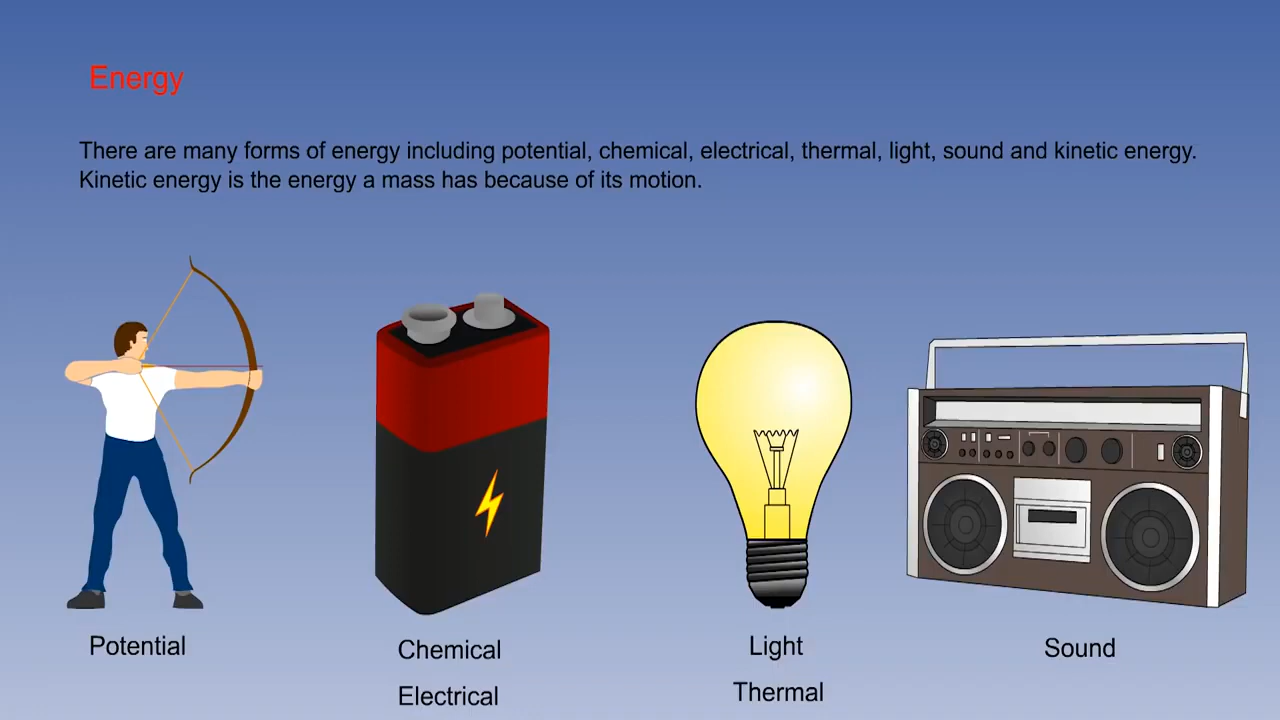 Energy
There are many forms of energy including potential, chemical, electrical, thermal, light, sound and kinetic energy.
Kinetic energy is the energy a mass has because of its motion.
Potential
Chemical
Electrical
Light
Thermal
Sound